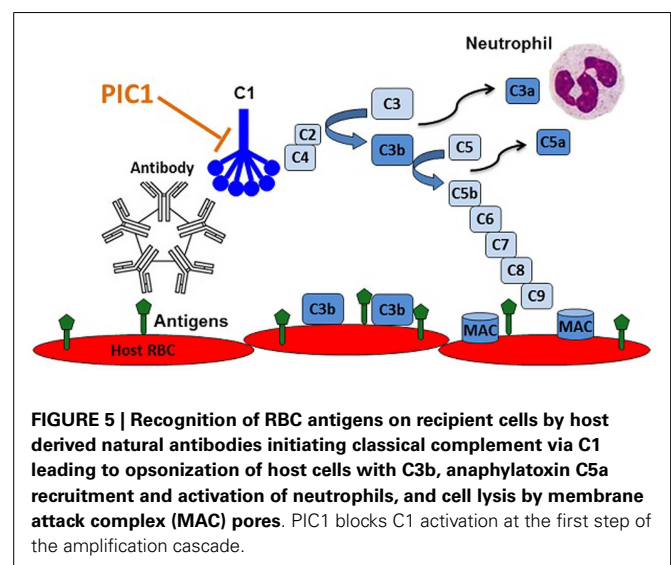 Neutrophil
PIC1
C1
C3
C3a
C2
C4
C3b
C5
C5a
Antibody
C5b
C6
C7
C8
C9
C3b
C3b
MAC
MAC
Antigens
Host RBC
FIGURE 5 | Recognition of RBC antigens on recipient cells by host
derived natural antibodies initiating classical complement via C1
leading to opsonization of host cells with C3b, anaphylatoxin C5a
recruitment and activation of neutrophils, and cell lysis by membrane
attack complex (MAC) pores. PIC1 blocks C1 activation at the first step of
the amplification cascade.